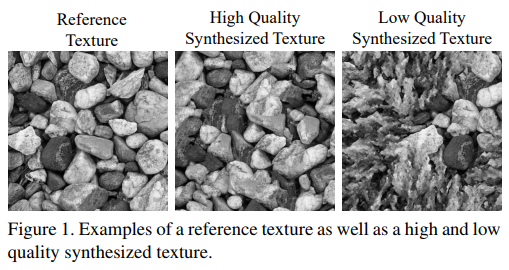 Reference
Texture
High Quality
Synthesized Texture
Low Quality
Synthesized Texture
Figure 1. Examples of a reference texture as well as a high and low
quality synthesized texture.